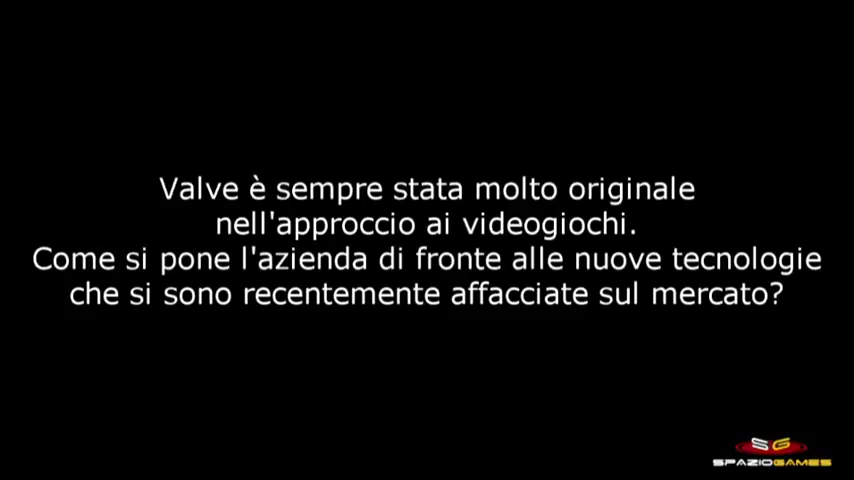 Valve è sempre stata molto originale
nell'approccio ai videogiochi.
Come si pone l'azienda di fronte alle nuove tecnologie
che si sono recentemente affacciate sul mercato?
SG
SPAZIOGAMES